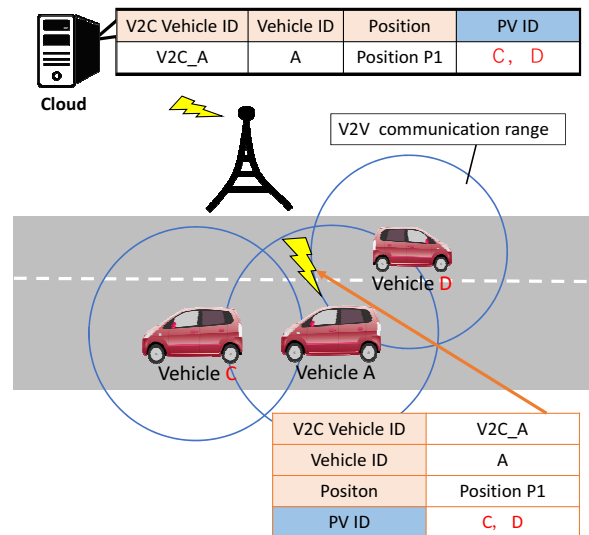 V2C Vehicle ID Vehicle ID Position PV ID
V2C_A A Position P1 C, D
Cloud
V2V communication range
Vehicle D
Vehicle C
Vehicle A
V2C Vehicle ID V2C_A
Vehicle ID A
Positon Position P1
PV ID C, D